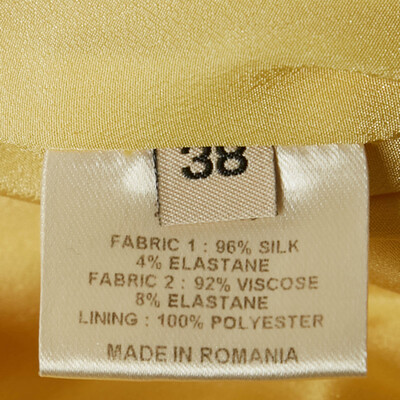 38
FABRIC 1 : 96% SILK
4% ELASTANE
FABRIC 2 : 92% VISCOSE
8% ELASTANE
LINING : 100% POLYESTER
MADE IN ROMANIA